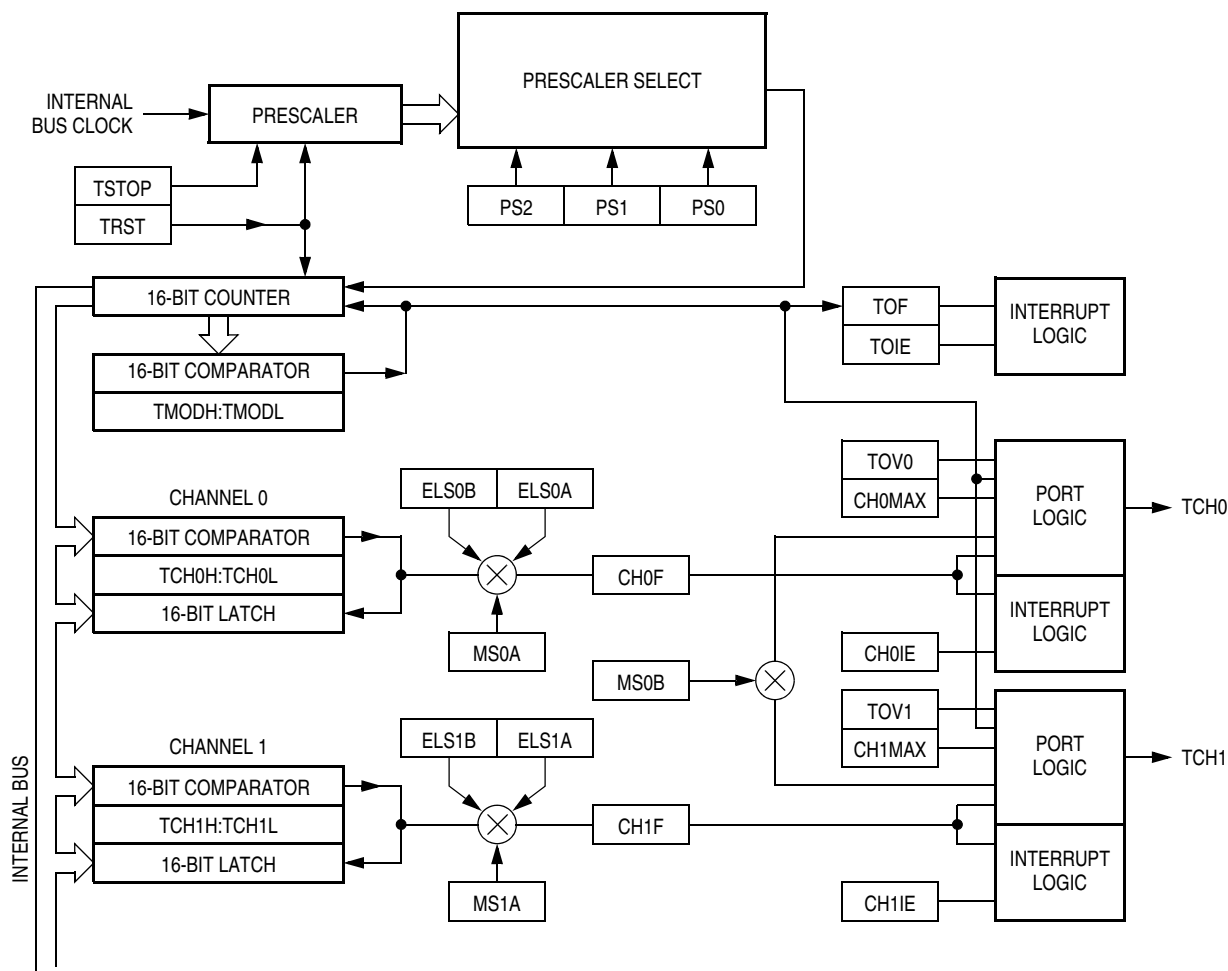 PRESCALER SELECT
INTERNAL
BUS CLOCK
PRESCALER
TSTOP
TRST
PS2
PS1
PS0
16-BIT COUNTER
16-BIT COMPARATOR
TMODH:TMODL
TOF
TOIE
INTERRUPT
LOGIC
CHANNEL 0
16-BIT COMPARATOR
TCH0H:TCH0L
16-BIT LATCH
ELS0B
ELS0A
MS0A
CH0F
TOV0
CH0MAX
PORT
LOGIC
TCH0
INTERRUPT
LOGIC
CH0IE
MS0B
CHANNEL 1
16-BIT COMPARATOR
TCH1H:TCH1L
16-BIT LATCH
ELS1B
ELS1A
MS1A
CH1F
TOV1
CH1MAX
PORT
LOGIC
TCH1
INTERRUPT
LOGIC
CH1IE
INTERNAL BUS